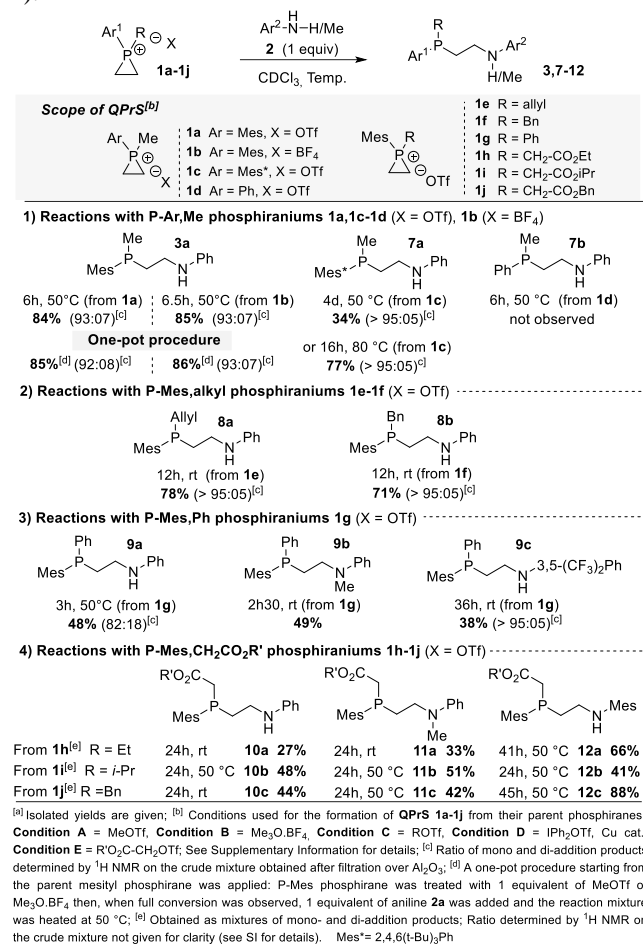 Ar¹ R ⊖ X
P ⊕
1a-1j
H
Ar²-N-H/Me
2 (1 equiv)
CDCl₃, Temp.
R
Ar¹-P N-Ar²
H/Me
3,7-12
Scope of QPrS[b]
Ar Me
P ⊕
⊖ X
1a Ar = Mes, X = OTf
1b Ar = Mes, X = BF₄
1c Ar = Mes*, X = OTf
1d Ar = Ph, X = OTf
Mes R
P ⊕
⊖ OTf
1e R = allyl
1f R = Bn
1g R = Ph
1h R = CH₂-CO₂Et
1i R = CH₂-CO₂iPr
1j R = CH₂-CO₂Bn
1) Reactions with P-Ar,Me phosphiraniums 1a,1c-1d (X = OTf), 1b (X = BF₄)
Me 3a
Mes P N Ph
H
6h, 50°C (from 1a) 6.5h, 50°C (from 1b)
84% (93:07)[c] 85% (93:07)[c]
One-pot procedure
85%[d] (92:08)[c] 86%[d] (93:07)[c]
Me 7a
Mes* P N Ph
H
4d, 50 °C (from 1c)
34% (> 95:05)[c]
or 16h, 80 °C (from 1c)
77% (> 95:05)[c]
Me 7b
Ph P N Ph
H
6h, 50 °C (from 1d)
not observed
2) Reactions with P-Mes,alkyl phosphiraniums 1e-1f (X = OTf)
Allyl 8a
Mes P N Ph
H
12h, rt (from 1e)
78% (> 95:05)[c]
Bn 8b
Mes P N Ph
H
12h, rt (from 1f)
71% (> 95:05)[c]
3) Reactions with P-Mes,Ph phosphiraniums 1g (X = OTf)
Ph 9a
Mes P N Ph
H
3h, 50°C (from 1g)
48% (82:18)[c]
Ph 9b
Mes P N Ph
Me
2h30, rt (from 1g)
49%
Ph 9c
Mes P N 3,5-(CF₃)₂Ph
H
36h, rt (from 1g)
38% (> 95:05)[c]
4) Reactions with P-Mes,CH₂CO₂R' phosphiraniums 1h-1j (X = OTf)
R'O₂C R'O₂C R'O₂C
Mes P N Ph Mes P N Ph Mes P N Mes
H Me H
From 1h[e] R = Et 24h, rt 10a 27% 24h, rt 11a 33% 41h, 50 °C 12a 66%
From 1i[e] R = i-Pr 24h, 50 °C 10b 48% 24h, 50 °C 11b 51% 24h, 50 °C 12b 41%
From 1j[e] R =Bn 24h, rt 10c 44% 24h, 50 °C 11c 42% 45h, 50 °C 12c 88%
[a] Isolated yields are given; [b] Conditions used for the formation of QPrS 1a-1j from their parent phosphiranes.
Condition A = MeOTf, Condition B = Me₃O.BF₄, Condition C = ROTf, Condition D = IPh₂OTf, Cu cat.
Condition E = R'O₂C-CH₂OTf; See Supplementary Information for details; [c] Ratio of mono and di-addition products
determined by ¹H NMR on the crude mixture obtained after filtration over Al₂O₃; [d] A one-pot procedure starting from
the parent mesityl phosphirane was applied: P-Mes phosphirane was treated with 1 equivalent of MeOTf o
Me₃O.BF₄ then, when full conversion was observed, 1 equivalent of aniline 2a was added and the reaction mixture
was heated at 50 °C; [e] Obtained as mixtures of mono- and di-addition products; Ratio determined by ¹H NMR on
the crude mixture not given for clarity (see SI for details). Mes*= 2,4,6(t-Bu)₃Ph